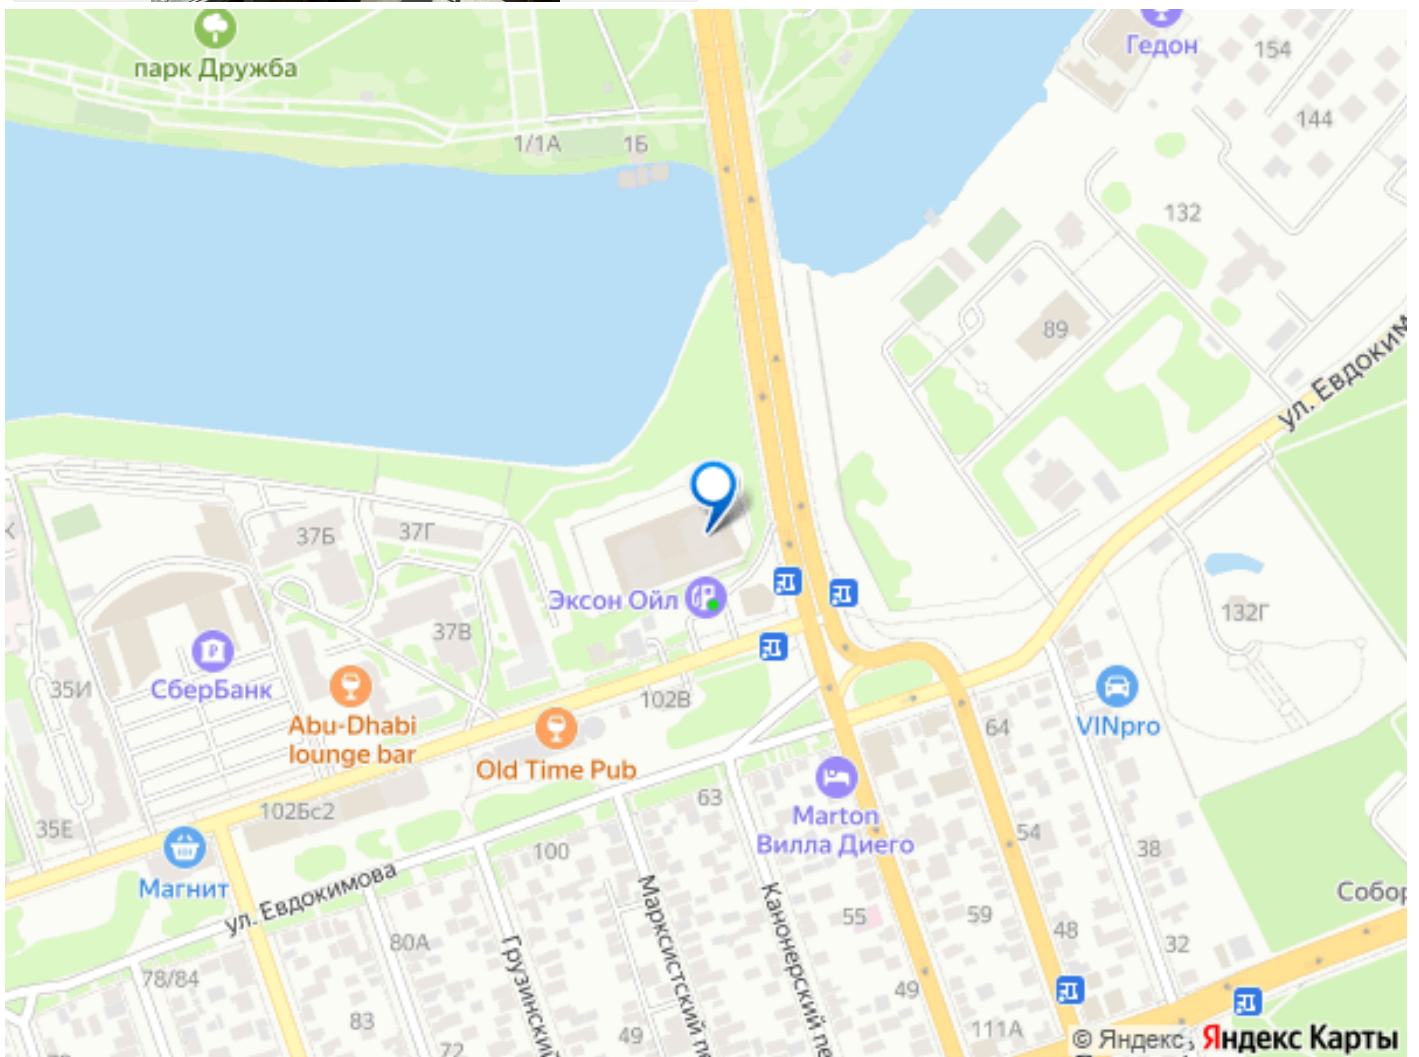 парк Дружба
Гедон
154
144
1/1А
1Б
132
89
ул. Евдоким
37Б
37Г
Эксон Ойл
37В
132Г
35И
СберБанк
102В
Abu-Dhabi
lounge bar
Old Time Pub
64
VINpro
63
Marton
Вилла Диего
102Бс2
35Е
54
38
100
Магнит
ул. Евдокимова
Марксистский пе
Канонерский пе
Собор
55
59
48
32
80А
Грузинский
78/84
49
83
49
111А
72
© Яндекс
Яндекс Карты